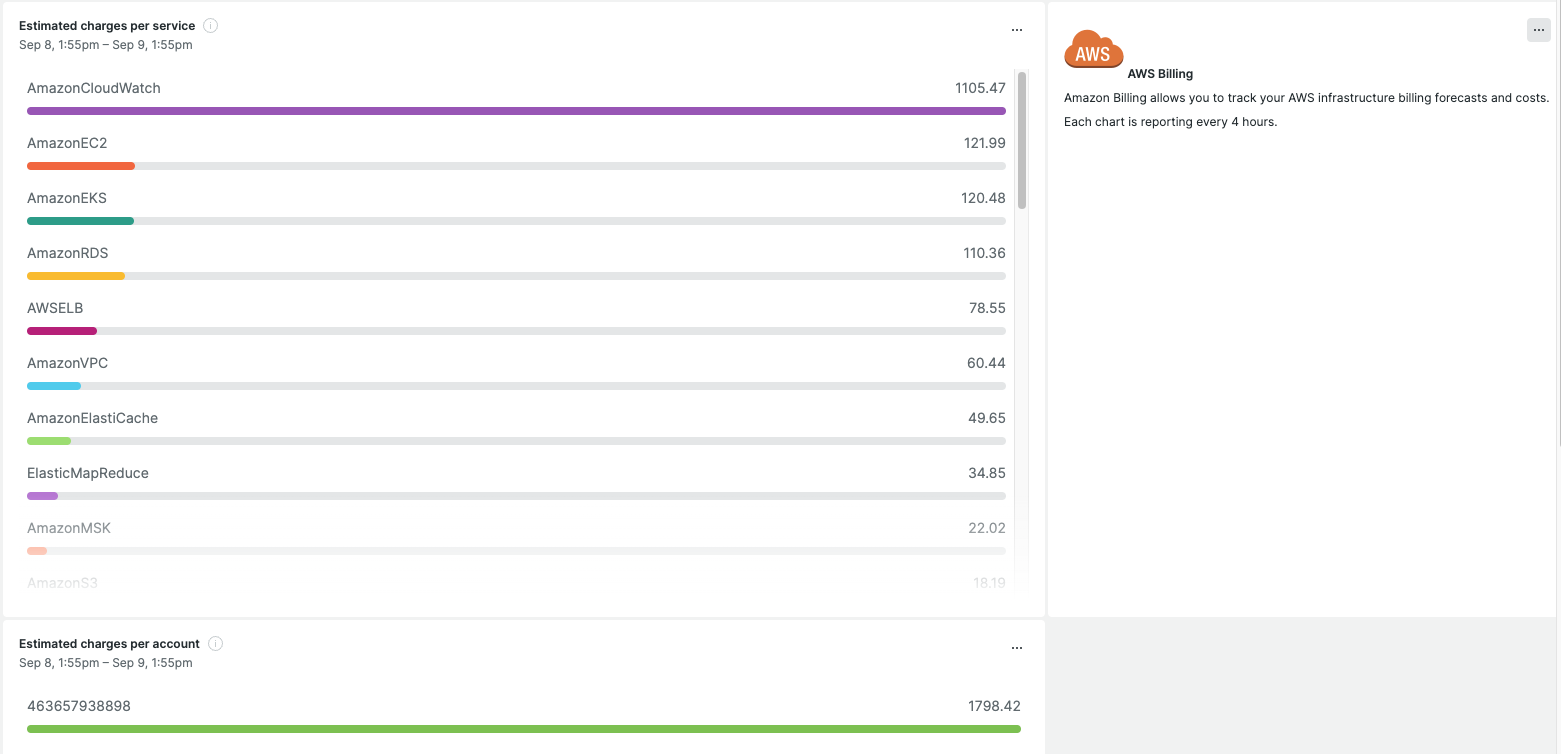 Estimated charges per service
Sep 8, 1:55pm – Sep 9, 1:55pm
AmazonCloudWatch 1105.47
AmazonEC2 121.99
AmazonEKS 120.48
AmazonRDS 110.36
AWSELB 78.55
AmazonVPC 60.44
AmazonElastiCache 49.65
ElasticMapReduce 34.85
AmazonMSK 22.02
AmazonS3 18.19
AWS
AWS Billing
Amazon Billing allows you to track your AWS infrastructure billing forecasts and costs.
Each chart is reporting every 4 hours.
Estimated charges per account
Sep 8, 1:55pm – Sep 9, 1:55pm
463657938898 1798.42